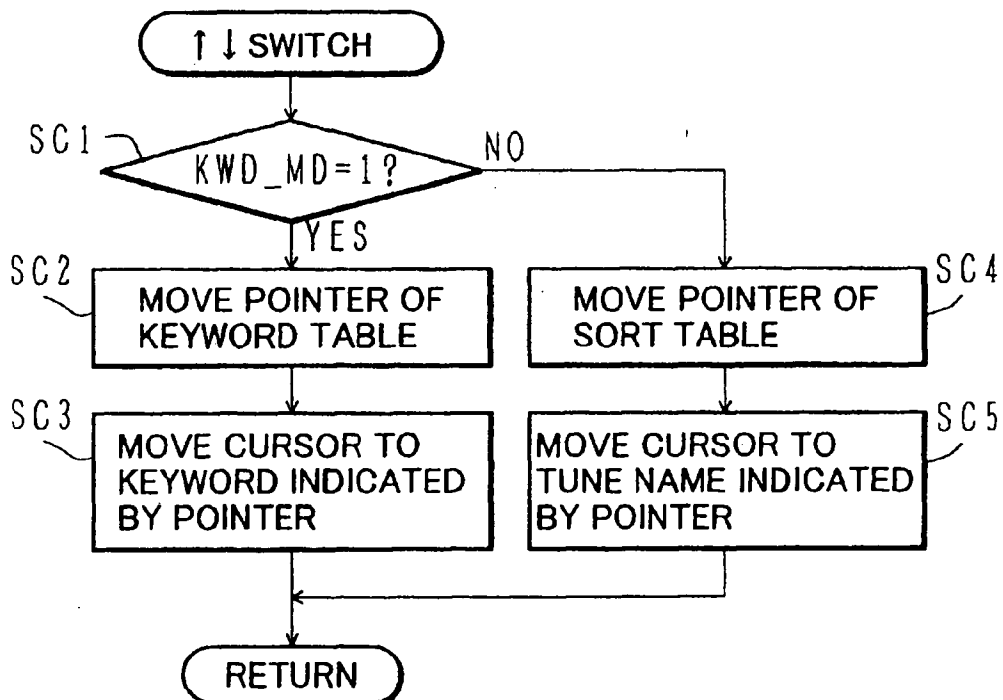 ↑↓ SWITCH
SC1
KWD_MD=1?
NO
YES
SC2
MOVE POINTER OF
KEYWORD TABLE
SC4
MOVE POINTER OF
SORT TABLE
SC3
MOVE CURSOR TO
KEYWORD INDICATED
BY POINTER
SC5
MOVE CURSOR TO
TUNE NAME INDICATED
BY POINTER
RETURN